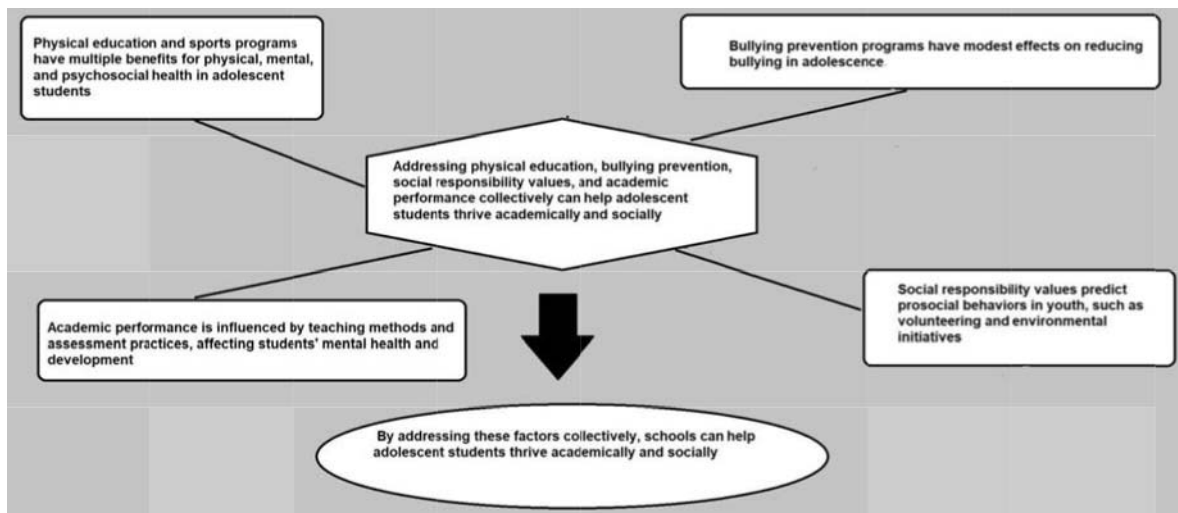 Physical education and sports programs
have multiple benefits for physical, mental,
and psychosocial health in adolescent
students
Bullying prevention programs have modest effects on reducing
bullying in adolescence
Addressing physical education, bullying prevention,
social responsibility values, and academic
performance collectively can help adolescent
students thrive academically and socially
Academic performance is influenced by teaching methods and
assessment practices, affecting students' mental health and
development
Social responsibility values predict
prosocial behaviors in youth, such as
volunteering and environmental
initiatives
By addressing these factors collectively, schools can help
adolescent students thrive academically and socially